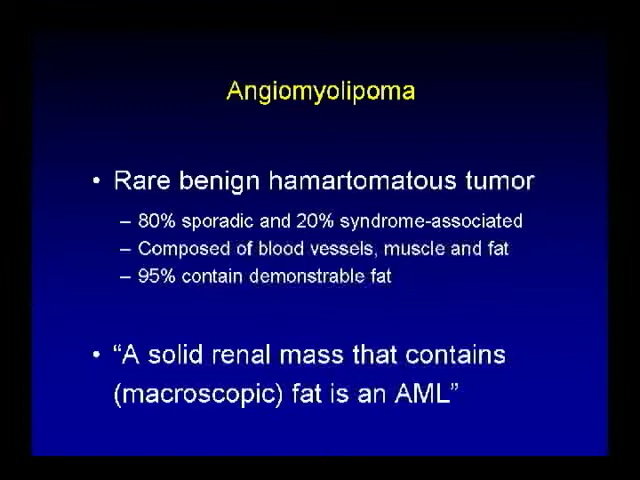 Angiomyolipoma
• Rare benign hamartomatous tumor
– 80% sporadic and 20% syndrome-associated
– Composed of blood vessels, muscle and fat
– 95% contain demonstrable fat
• “A solid renal mass that contains
(macroscopic) fat is an AML”